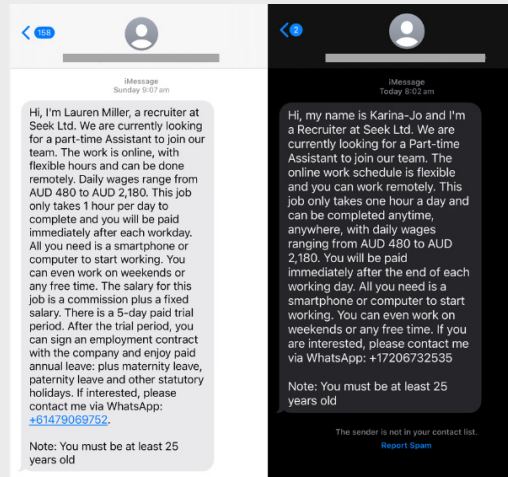 158
iMessage
Sunday 9:07 am
Hi, I'm Lauren Miller, a recruiter at
Seek Ltd. We are currently looking
for a part-time Assistant to join our
team. The work is online, with
flexible hours and can be done
remotely. Daily wages range from
AUD 480 to AUD 2,180. This job
only takes 1 hour per day to
complete and you will be paid
immediately after each workday.
All you need is a smartphone or
computer to start working. You
can even work on weekends or
any free time. The salary for this
job is a commission plus a fixed
salary. There is a 5-day paid trial
period. After the trial period, you
can sign an employment contract
with the company and enjoy paid
annual leave: plus maternity leave,
paternity leave and other statutory
holidays. If interested, please
contact me via WhatsApp:
+61479069752.
Note: You must be at least 25
years old
2
iMessage
Today 8:02 am
Hi, my name is Karina-Jo and I'm
a Recruiter at Seek Ltd. We are
currently looking for a Part-time
Assistant to join our team. The
online work schedule is flexible
and you can work remotely. This
job only takes one hour a day and
can be completed anytime,
anywhere, with daily wages
ranging from AUD 480 to AUD
2,180. You will be paid
immediately after the end of each
working day. All you need is a
smartphone or computer to start
working. You can even work on
weekends or any free time. If you
are interested, please contact me
via WhatsApp: +17206732535
Note: You must be at least 25
years old
The sender is not in your contact list.
Report Spam